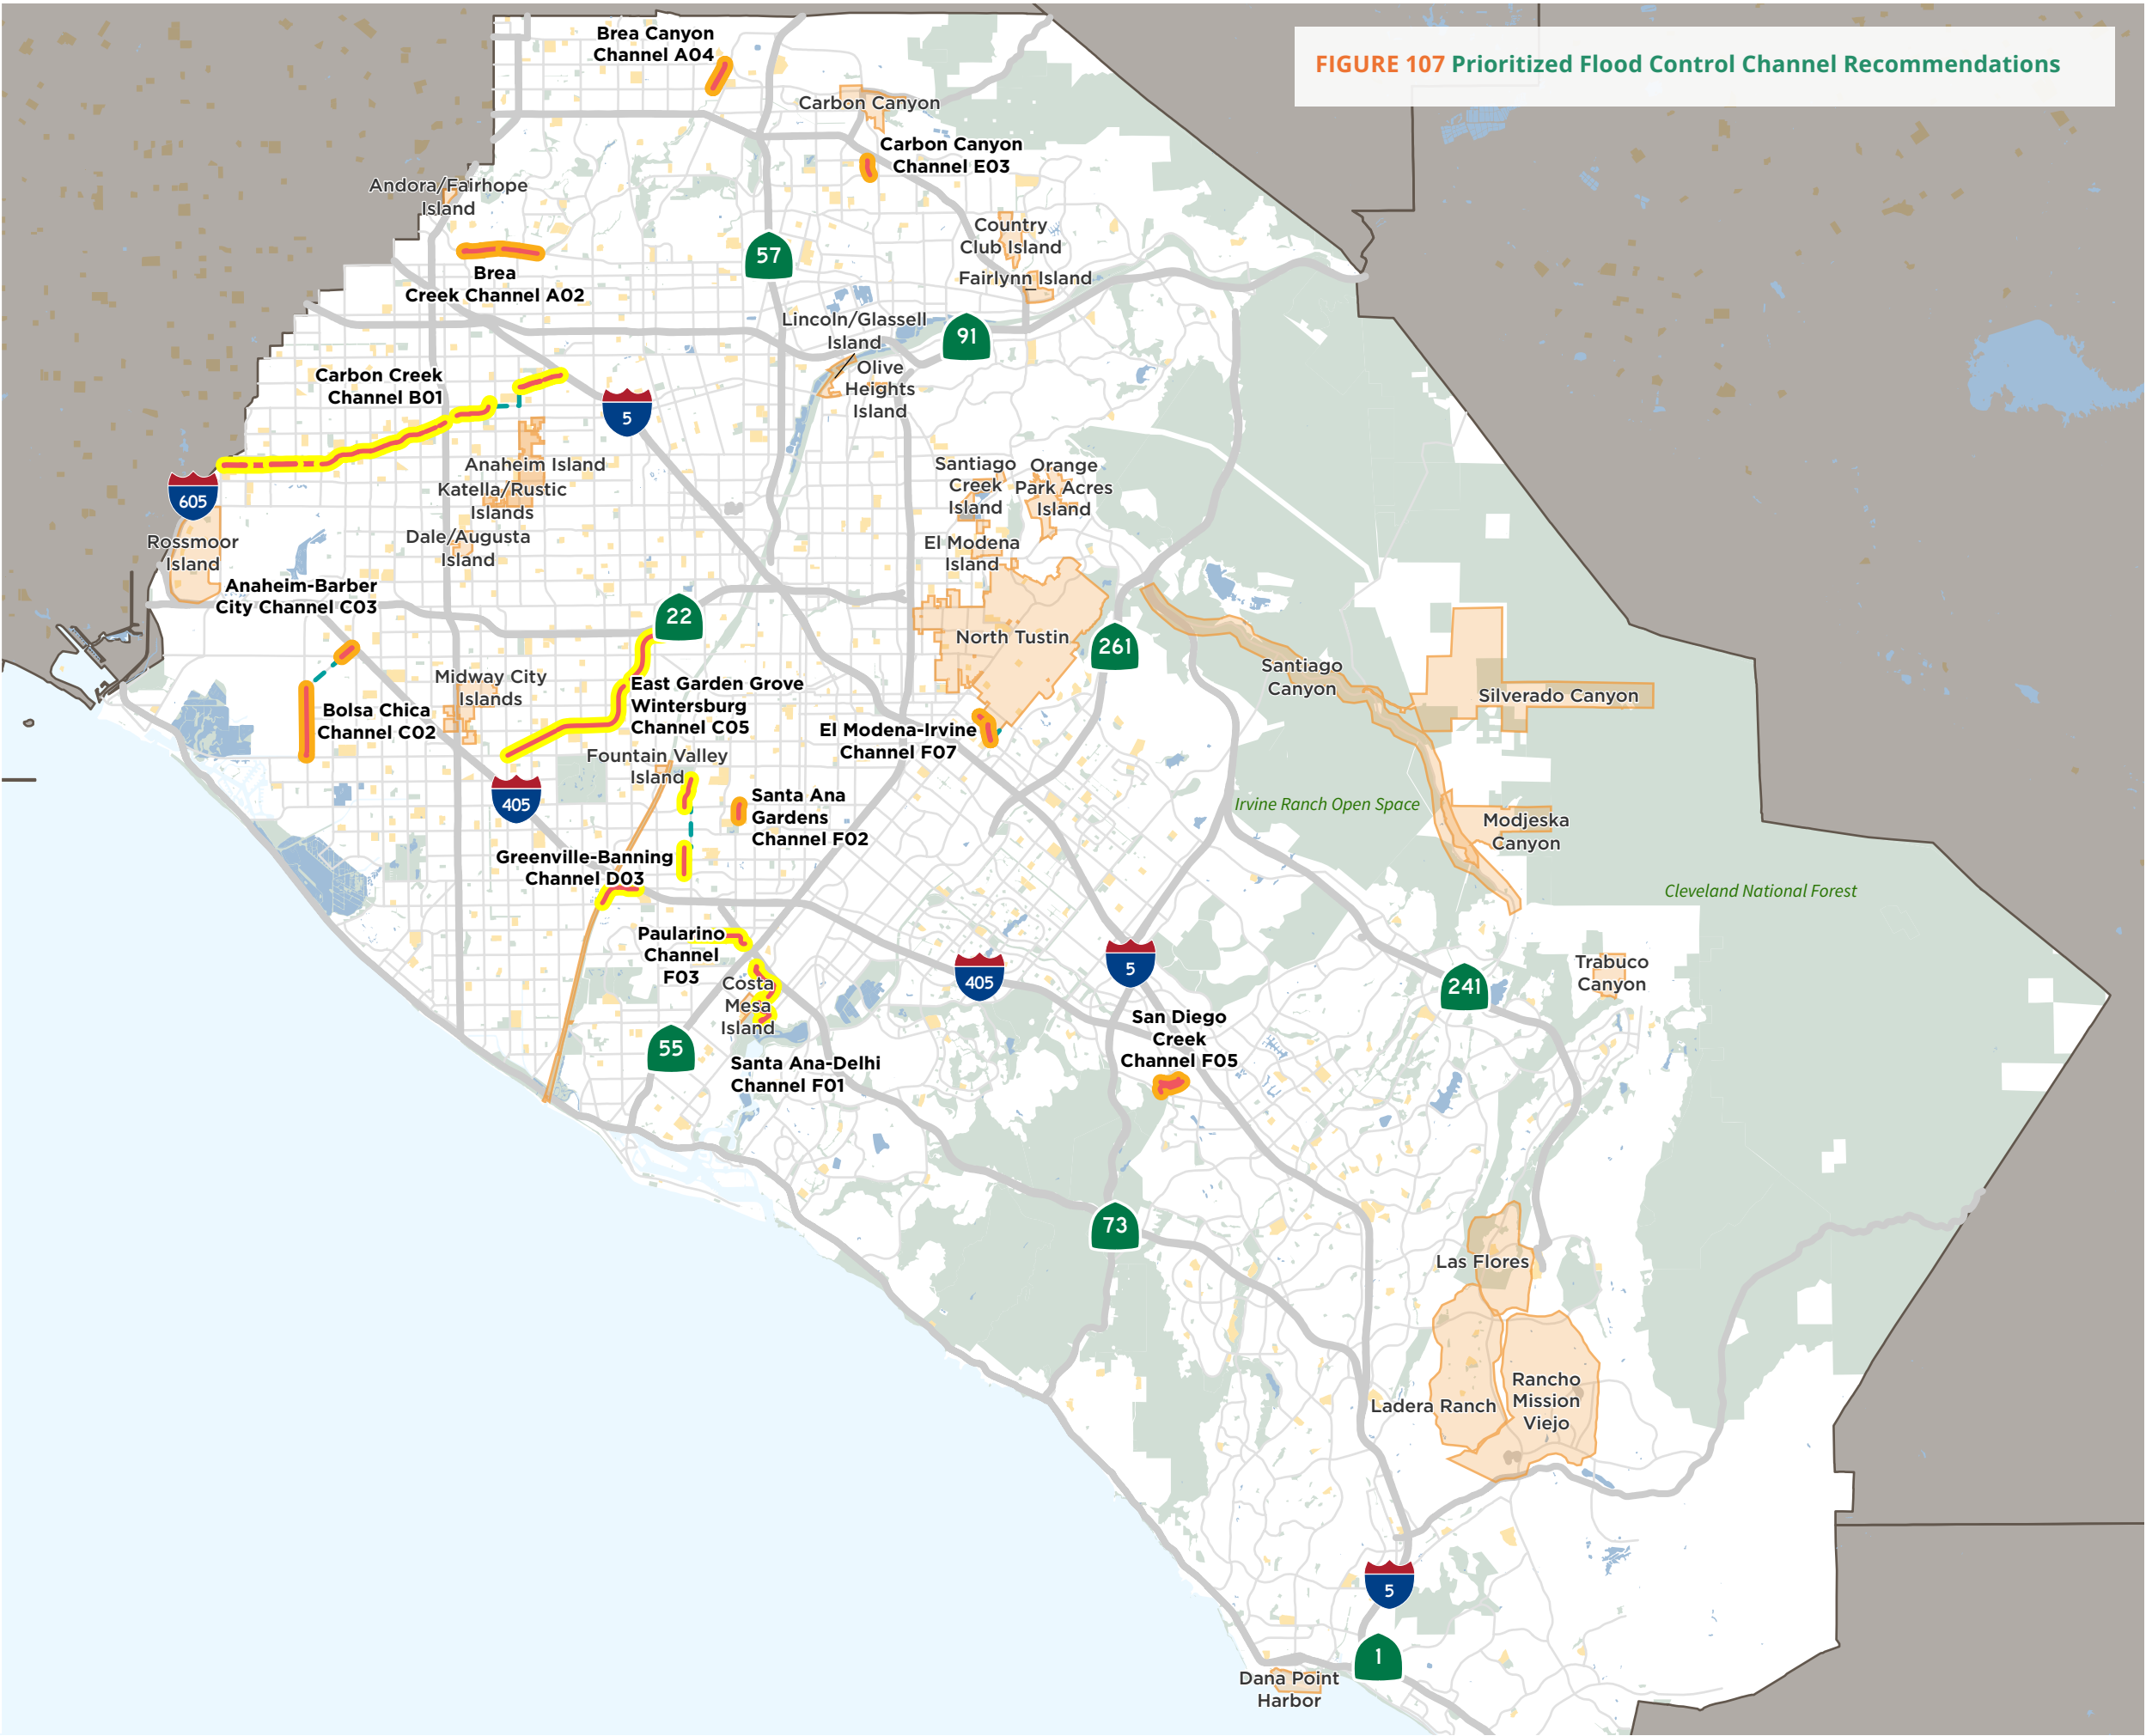 FIGURE 107 Prioritized Flood Control Channel Recommendations
Brea Canyon
Channel A04
Carbon Canyon
Carbon Canyon
Channel E03
Andora/Fairhope
Island
Country
Club Island
57
Brea
Creek Channel A02
Fairlynn Island
Lincoln/Glassell
Island
91
Olive
Heights
Island
Carbon Creek
Channel B01
5
Anaheim Island
Katella/Rustic
Islands
Santiago
Creek
Island
Orange
Park Acres
Island
605
Rossmoor
Island
Dale/Augusta
Island
El Modena
Island
Anaheim-Barber
City Channel C03
22
North Tustin
261
Santiago
Canyon
Silverado Canyon
Midway City
Islands
East Garden Grove
Wintersburg
Channel C05
Bolsa Chica
Channel C02
El Modena-Irvine
Channel F07
Fountain Valley
Island
405
Santa Ana
Gardens
Channel F02
Irvine Ranch Open Space
Modjeska
Canyon
Greenville-Banning
Channel D03
Cleveland National Forest
Paularino
Channel
F03
405
5
241
Trabuco
Canyon
Costa
Mesa
Island
San Diego
Creek
Channel F05
55
Santa Ana-Delhi
Channel F01
73
Las Flores
Ladera Ranch
Rancho
Mission
Viejo
5
1
Dana Point
Harbor